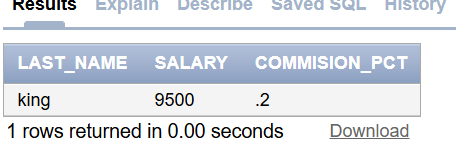 Results Explain Describe Saved SQL History
LAST_NAME SALARY COMMISION_PCT
king 9500 .2
1 rows returned in 0.00 seconds Download